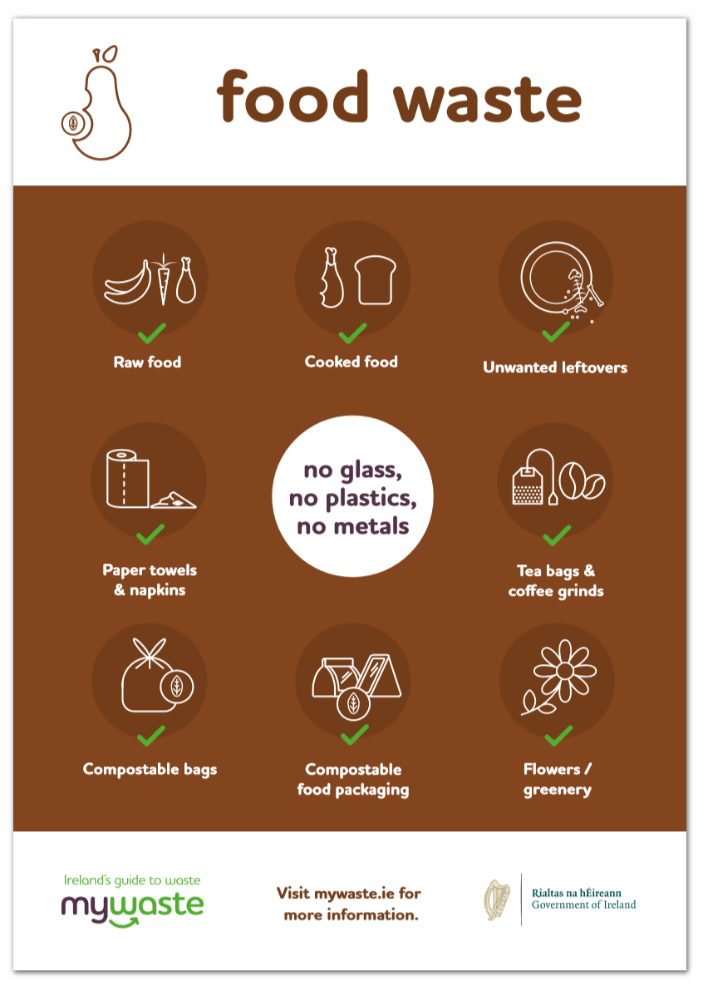 food waste
Raw food
Cooked food
Unwanted leftovers
Paper towels
& napkins
no glass,
no plastics,
no metals
Tea bags &
coffee grinds
Compostable bags
Compostable
food packaging
Flowers /
greenery
Ireland's guide to waste
mywaste
Visit mywaste.ie for
more information.
Rialtas na hÉireann
Government of Ireland